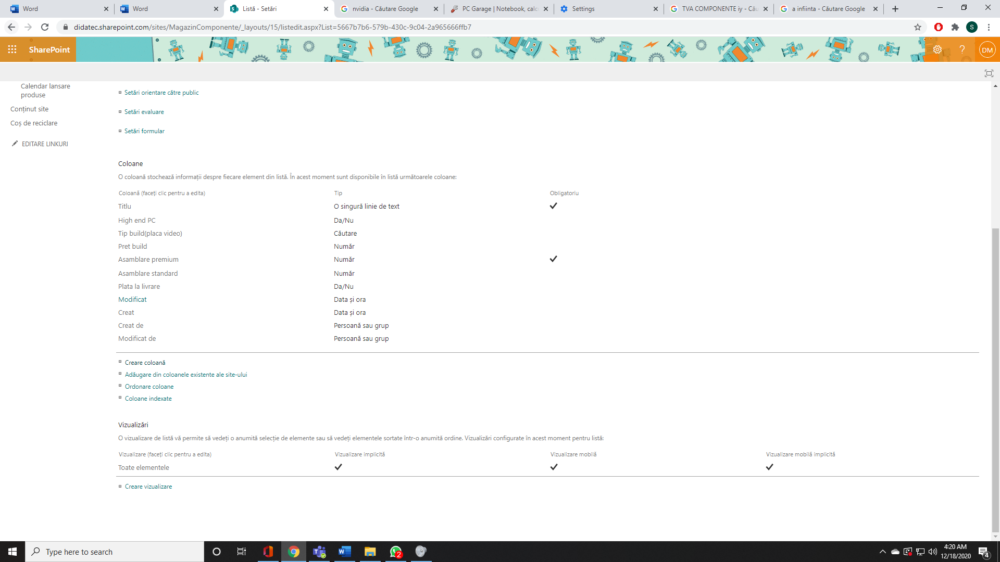 Word
Word
Listă - Setări
nvidia - Căutare Google
PC Garage | Notebook, calc
Settings
TVA COMPONENTE iy - Cău
a infiinta - Căutare Google
didatec.sharepoint.com/sites/MagazinComponente/_layouts/15/listedit.aspx?List=5667b7b6-579b-430c-9c04-2a965666ffb7
S
SharePoint
?
DM
Calendar lansare
produse
Conținut site
Coș de reciclare
EDITARE LINKURI
Setări orientare către public
Setări evaluare
Setări formular
Coloane
O coloană stochează informații despre fiecare element din listă. În acest moment sunt disponibile în listă următoarele coloane:
Coloană (faceți clic pentru a edita) Tip Obligatoriu
Titlu O singură linie de text
High end PC Da/Nu
Tip build(placa video) Căutare
Pret build Număr
Asamblare premium Număr
Asamblare standard Număr
Plata la livrare Da/Nu
Modificat Data și ora
Creat Data și ora
Creat de Persoană sau grup
Modificat de Persoană sau grup
Creare coloană
Adăugare din coloanele existente ale site-ului
Ordonare coloane
Coloane indexate
Vizualizări
O vizualizare de listă vă permite să vedeți o anumită selecție de elemente sau să vedeți elementele sortate într-o anumită ordine. Vizualizări configurate în acest moment pentru listă:
Vizualizare (faceți clic pentru a edita) Vizualizare implicită Vizualizare mobilă Vizualizare mobilă implicită
Toate elementele
Creare vizualizare
Type here to search
2
4:20 AM
12/18/2020
4